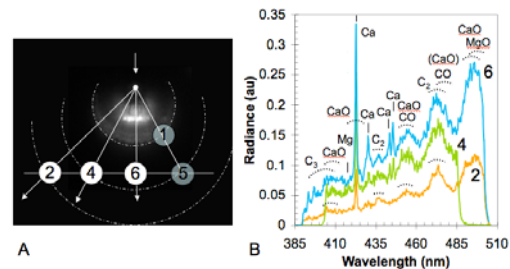 1
2
4
6
5
A
Radiance (au)
0.35
0.3
0.25
0.2
0.15
0.1
0.05
0
Ca
CaO
MgO
(CaO)
CO
C2
6
CaO
Ca
Ca
CaO
CO
Mg
C2
CaO
C3
4
2
385 410 435 460 485 510
Wavelength (nm)
B